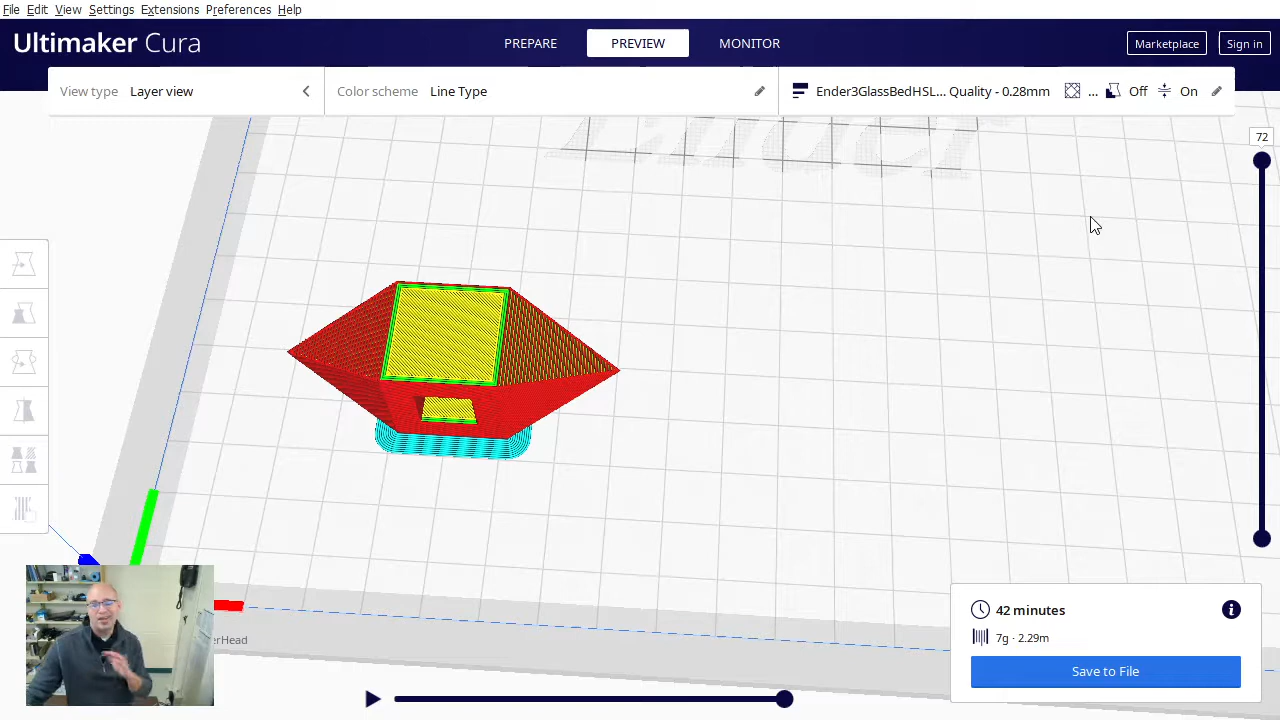 File Edit View Settings Extensions Preferences Help
Ultimaker Cura
PREPARE PREVIEW MONITOR
Marketplace Sign in
View type Layer view
Color scheme Line Type
Ender3GlassBedHSL... Quality - 0.28mm ... Off On
Ender
72
erHead
42 minutes
7g · 2.29m
Save to File